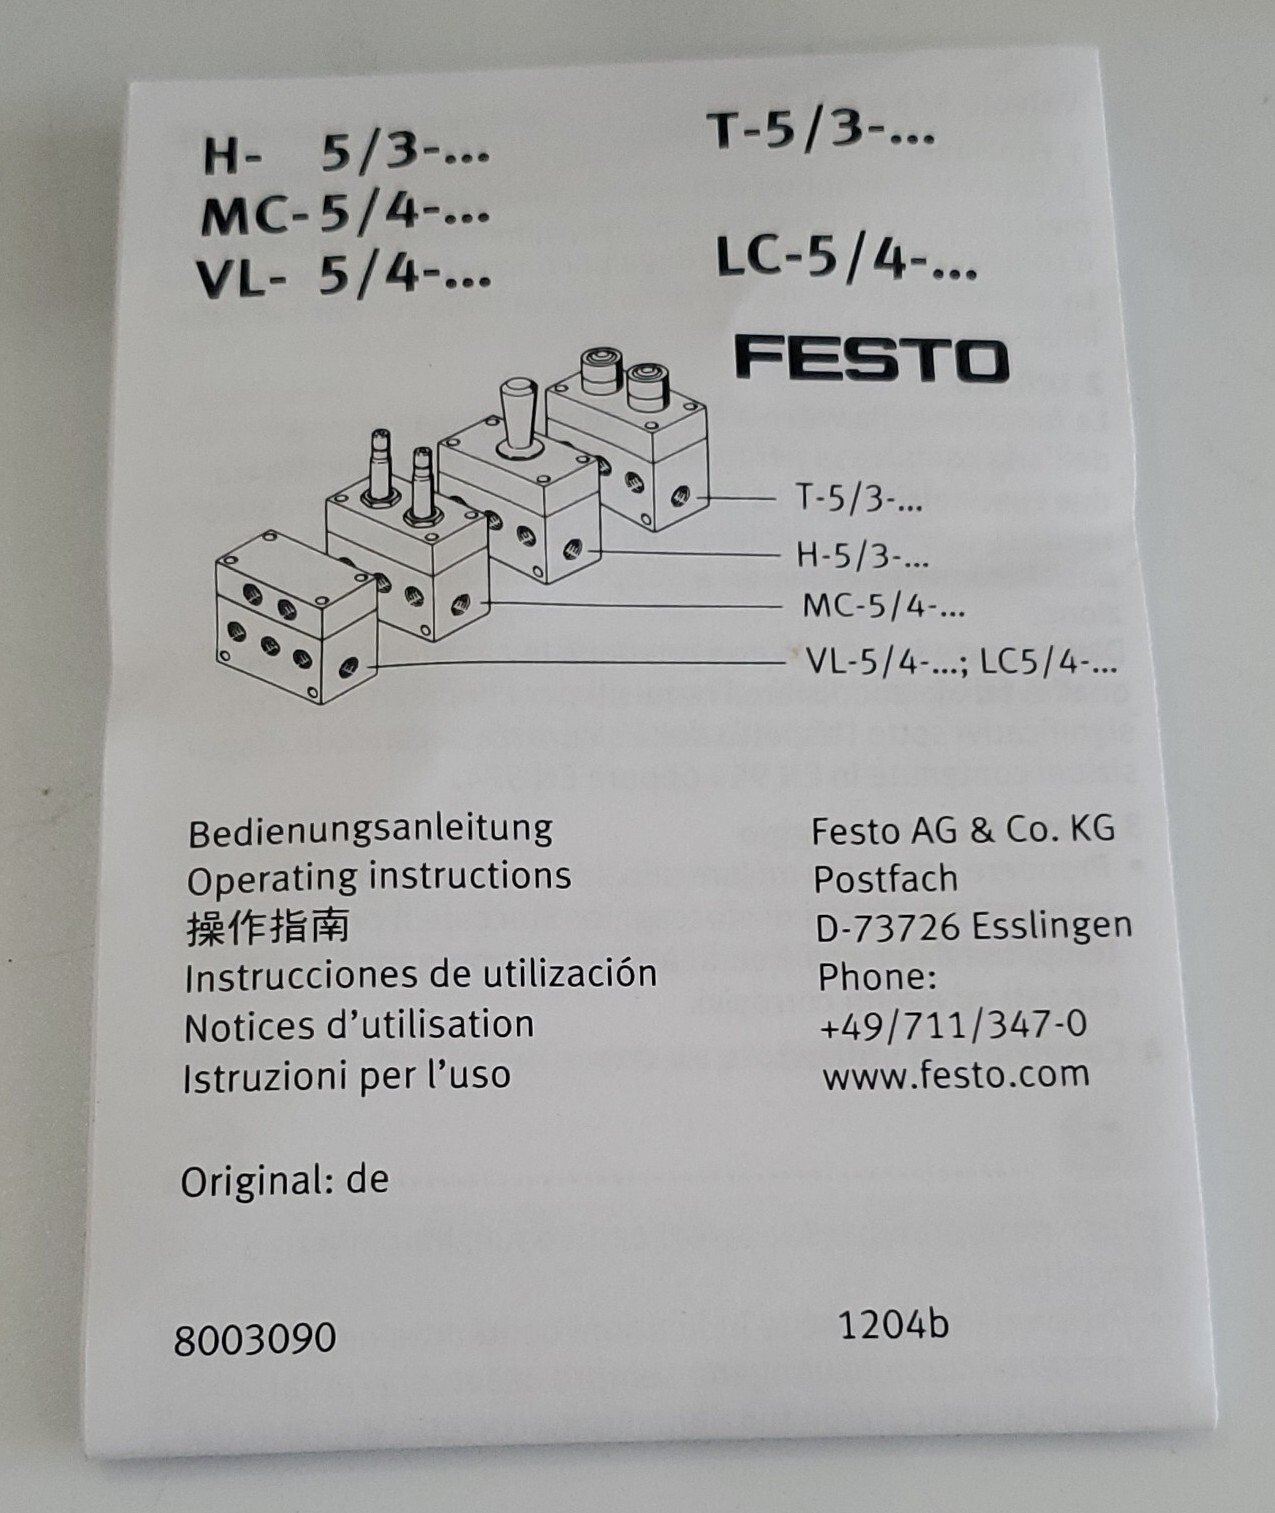 H- 5/3-...
MC-5/4-...
VL- 5/4-...
T-5/3-...
LC-5/4-...
FESTO
T-5/3-...
H-5/3-...
MC-5/4-...
VL-5/4-...; LC5/4-...
Bedienungsanleitung
Operating instructions
操作指南
Instrucciones de utilización
Notices d’utilisation
Istruzioni per l’uso
Original: de
Festo AG & Co. KG
Postfach
D-73726 Esslingen
Phone:
+49/711/347-0
www.festo.com
8003090
1204b